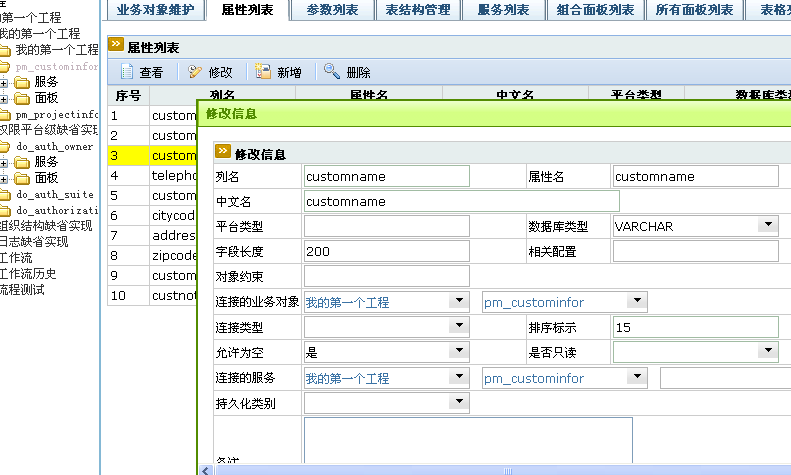 业务对象维护 属性列表 参数列表 表结构管理 服务列表 组合面板列表 所有面板列表 表格
程
的第一个工程
我的第一个工程
我的第一个工程
pm_custominfor
服务
面板
pm_projectinfo
权限平台级缺省实现
do_auth_owner
服务
面板
do_auth_suite
do_authorizati
组织结构缺省实现
日志缺省实现
工作流
工作流历史
流程测试
属性列表
查看 修改 新增 删除
序号 列名 属性名 中文名 平台类型 数据库类
1 custom
2 custom
3 custom
4 telepho
5 custom
6 citycod
7 addres
8 zipcode
9 custom
10 custnot
修改信息
修改信息
列名 customname 属性名 customname
中文名 customname
平台类型 数据库类型 VARCHAR
字段长度 200 相关配置
对象约束
连接的业务对象 我的第一个工程 pm_custominfor
连接类型 排序标示 15
允许为空 是 是否只读
连接的服务 我的第一个工程 pm_custominfor
持久化类别
备注